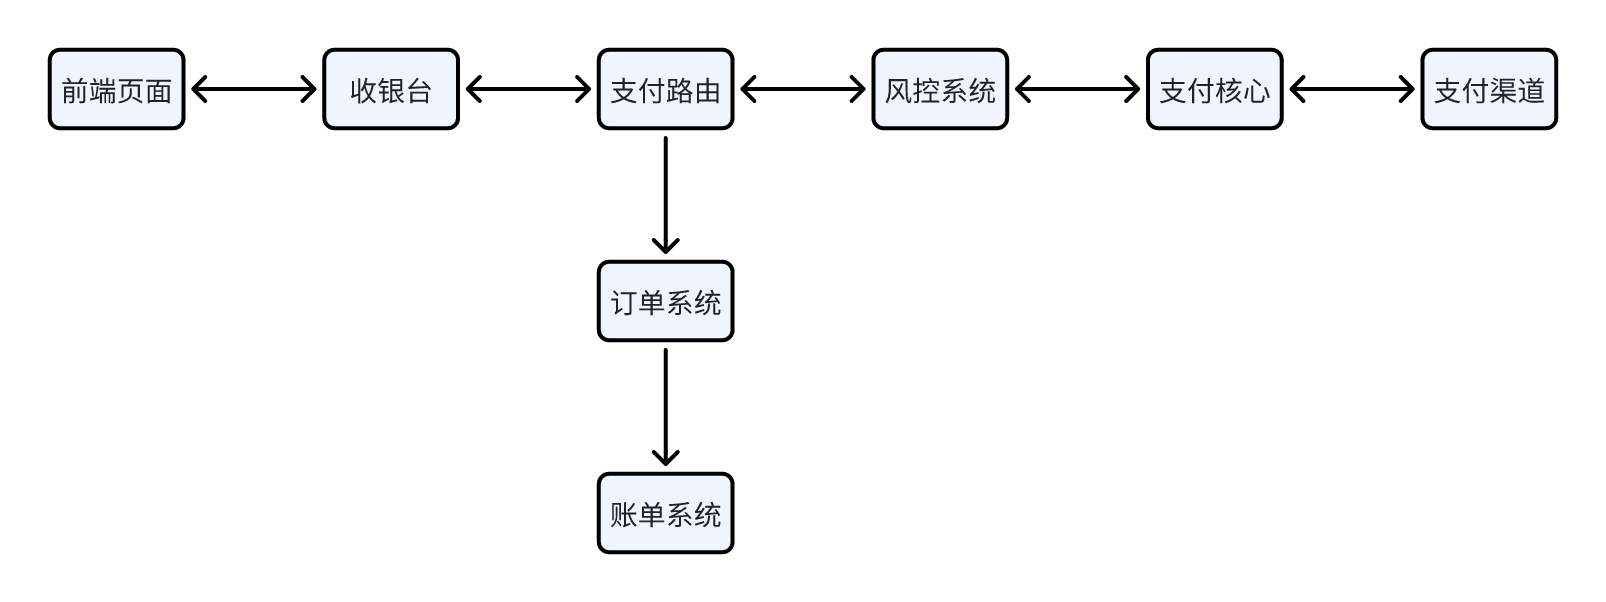 前端页面
收银台
支付路由
风控系统
支付核心
支付渠道
订单系统
账单系统